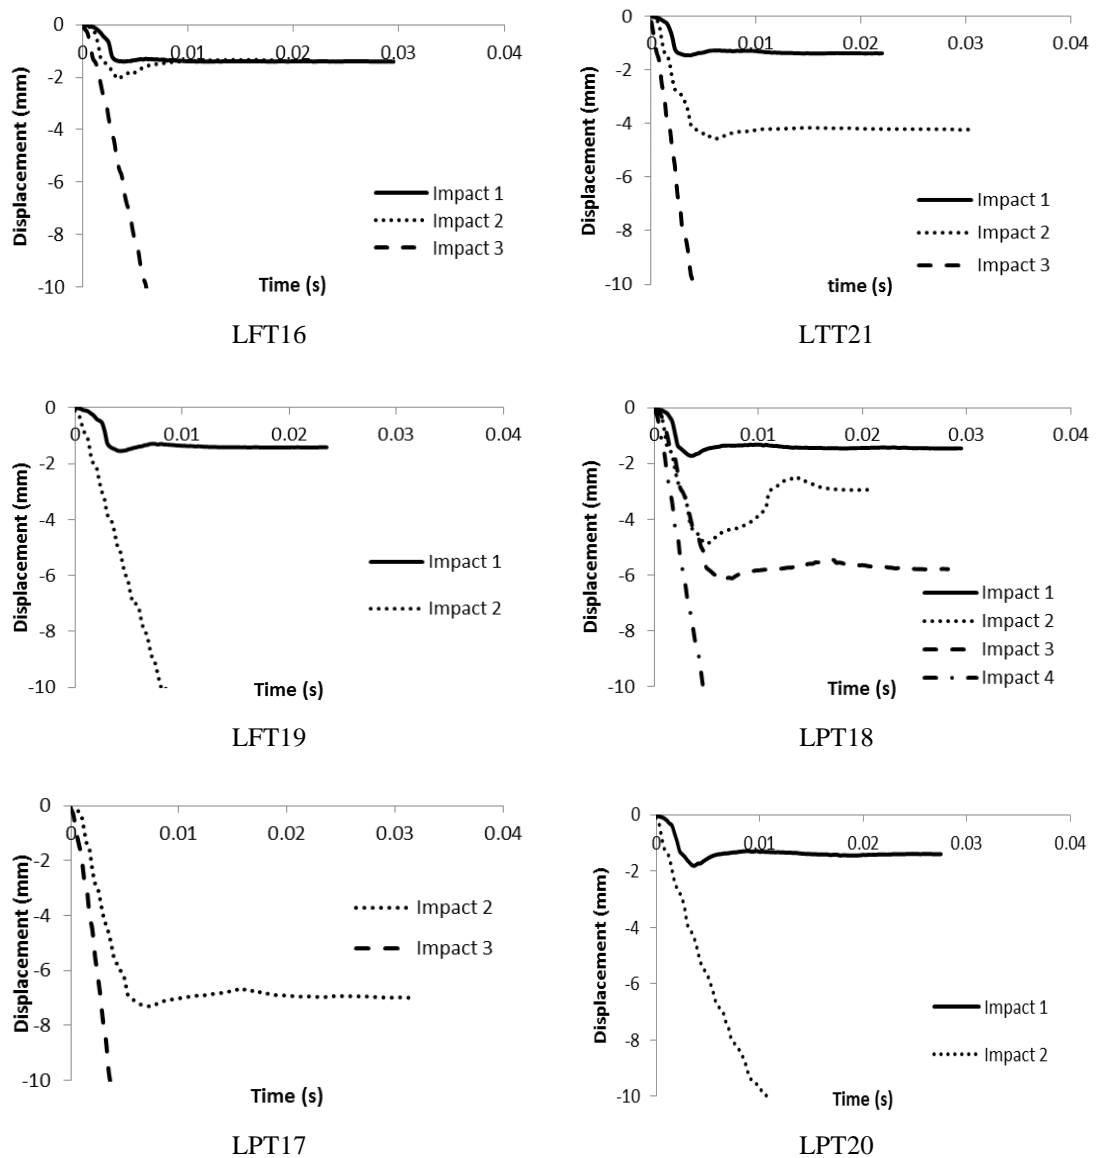 0
0 0.01 0.02 0.03 0.04
-2
-4
-6
-8
-10
Displacement (mm)
Time (s)
Impact 1
Impact 2
Impact 3
LFT16
0
0 0.01 0.02 0.03 0.04
-2
-4
-6
-8
-10
Displacement (mm)
time (s)
Impact 1
Impact 2
Impact 3
LTT21
0
0 0.01 0.02 0.03 0.04
-2
-4
-6
-8
-10
Displacement (mm)
Time (s)
Impact 1
Impact 2
LFT19
0
0 0.01 0.02 0.03 0.04
-2
-4
-6
-8
-10
Displacement (mm)
Time (s)
Impact 1
Impact 2
Impact 3
Impact 4
LPT18
0
0 0.01 0.02 0.03 0.04
-2
-4
-6
-8
-10
Displacement (mm)
Time (s)
Impact 2
Impact 3
LPT17
0
0 0.01 0.02 0.03 0.04
-2
-4
-6
-8
-10
Displacement (mm)
Time (s)
Impact 1
Impact 2
LPT20